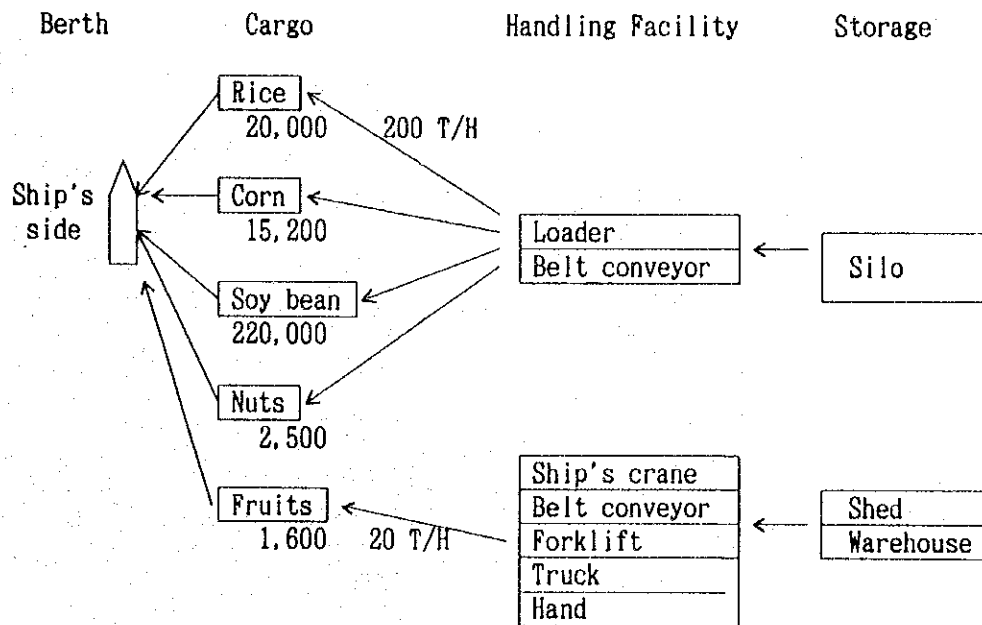 Berth Cargo Handling Facility Storage
Rice
20,000 200 T/H
Ship's
side
Corn
15,200
Loader
Belt conveyor
Silo
Soy bean
220,000
Nuts
2,500
Fruits
1,600 20 T/H
Ship's crane
Belt conveyor
Forklift
Truck
Hand
Shed
Warehouse